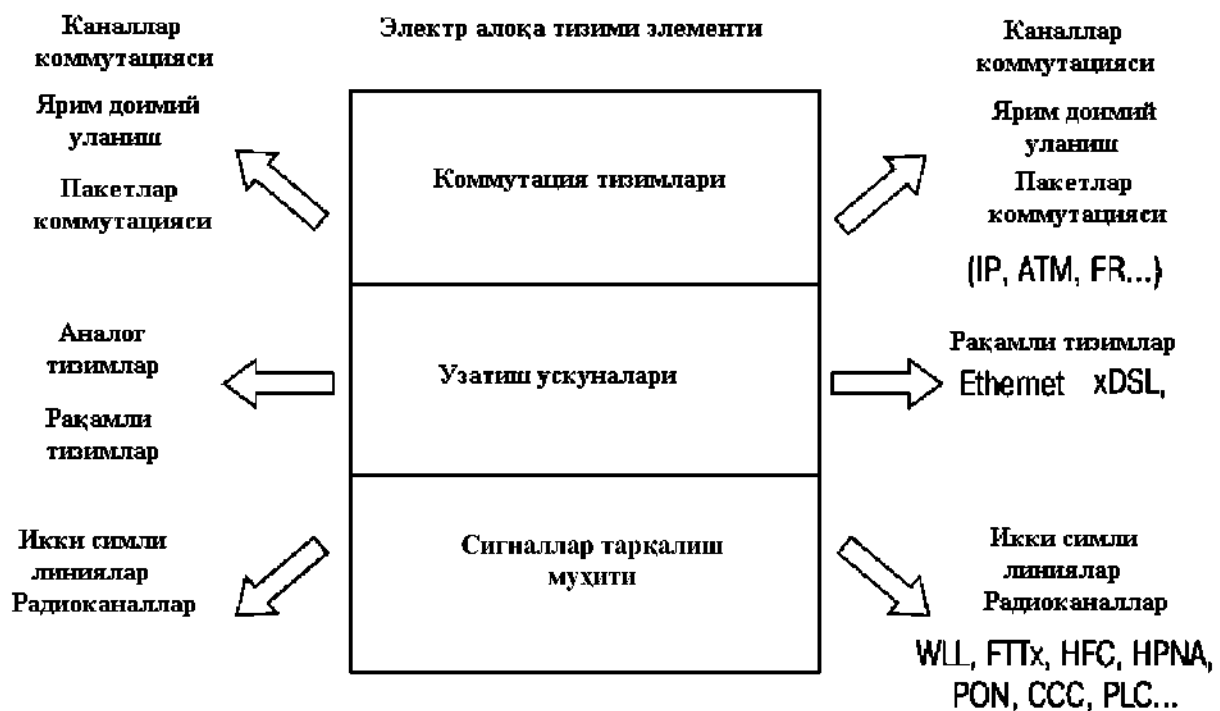 Каналлар
коммутацияси
Ярим доимий
уланиш
Пакетлар
коммутацияси
Аналог
тизимлар
Рақамли
тизимлар
Икки симли
линиялар
Радиоканаллар
Электр алоқа тизими элементи
Коммутация тизимлари
Узатиш ускуналари
Сигналлар тарқалиш
муҳити
Каналлар
коммутацияси
Ярим доимий
уланиш
Пакетлар
коммутацияси
(IP, ATM, FR...)
Рақамли тизимлар
Ethernet xDSL,
Икки симли
линиялар
Радиоканаллар
WLL, FTTx, HFC, HPNA,
PON, CCC, PLC...